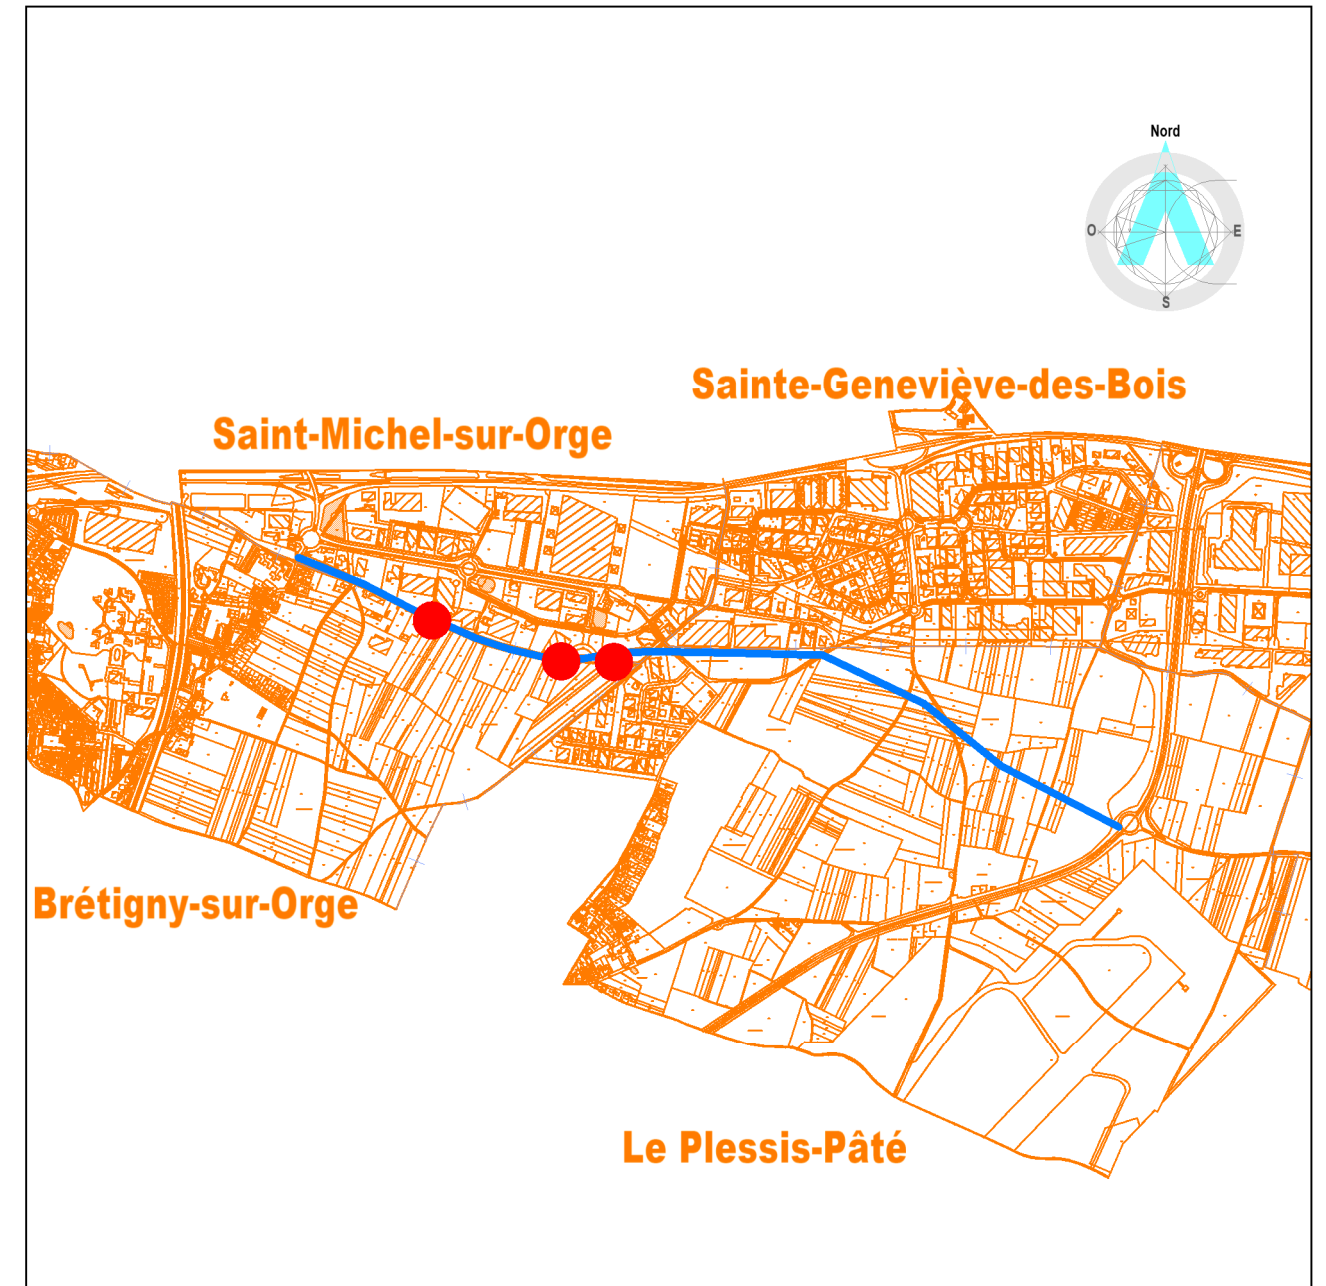 Nord
O
E
S
Sainte-Geneviève-des-Bois
Saint-Michel-sur-Orge
Brétigny-sur-Orge
Le Plessis-Pâté